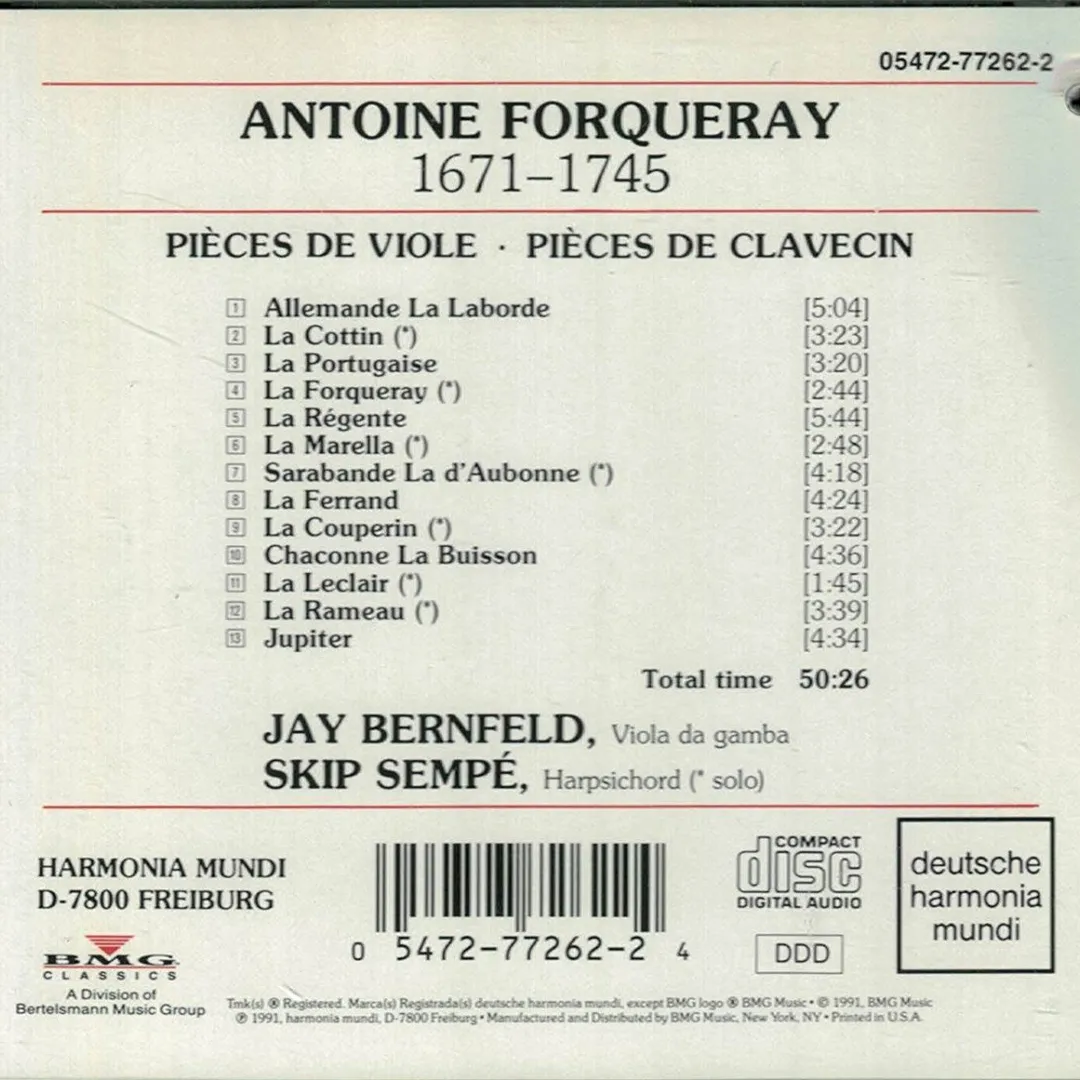 05472-77262-2
ANTOINE FORQUERAY
1671–1745
PIÈCES DE VIOLE · PIÈCES DE CLAVECIN
1 Allemande La Laborde [5:04]
2 La Cottin (*) [3:23]
3 La Portugaise [3:20]
4 La Forqueray (*) [2:44]
5 La Régente [5:44]
6 La Marella (*) [2:48]
7 Sarabande La d'Aubonne (*) [4:18]
8 La Ferrand [4:24]
9 La Couperin (*) [3:22]
10 Chaconne La Buisson [4:36]
11 La Leclair (*) [1:45]
12 La Rameau (*) [3:39]
13 Jupiter [4:34]
Total time 50:26
JAY BERNFELD, Viola da gamba
SKIP SEMPÉ, Harpsichord (* solo)
HARMONIA MUNDI
D-7800 FREIBURG
BMG
CLASSICS
A Division of
Bertelsmann Music Group
0 5472-77262-2 4
COMPACT
disc
DIGITAL AUDIO
DDD
deutsche
harmonia
mundi
Tmk(s) ® Registered. Marca(s) Registrada(s) deutsche harmonia mundi, except BMG logo ® BMG Music • © 1991, BMG Music
℗ 1991, harmonia mundi, D-7800 Freiburg • Manufactured and Distributed by BMG Music, New York, NY • Printed in U.S.A.